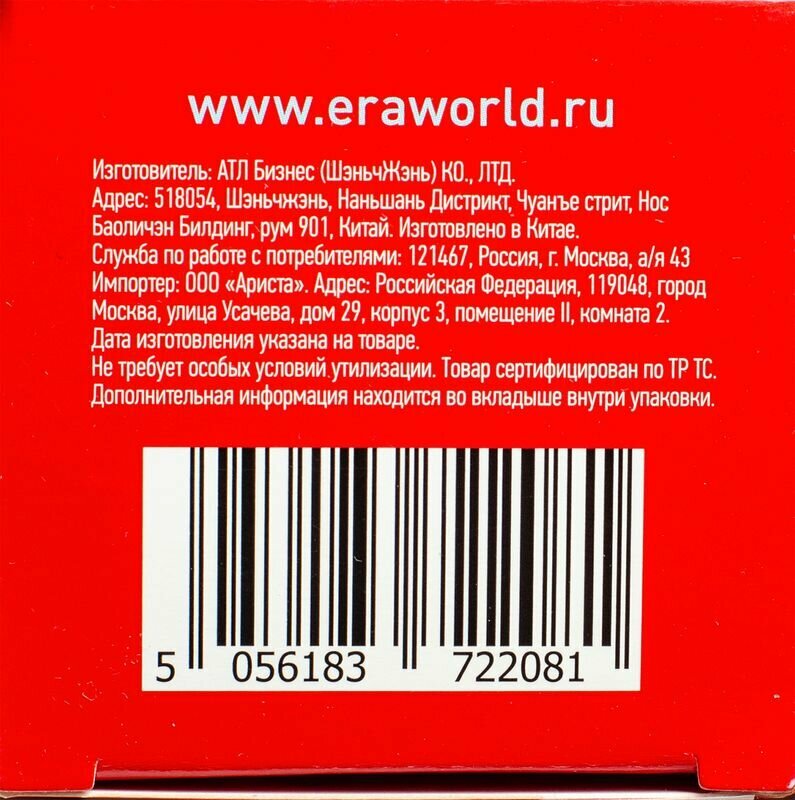 www.eraworld.ru
Изготовитель: АТЛ Бизнес (ШэньчЖэнь) КО., ЛТД.
Адрес: 518054, Шэньчжэнь, Наньшань Дистрикт, Чуанъе стрит, Нос
Баоличэн Билдинг, рум 901, Китай. Изготовлено в Китае.
Служба по работе с потребителями: 121467, Россия, г. Москва, а/я 43
Импортер: ООО «Ариста». Адрес: Российская Федерация, 119048, город
Москва, улица Усачева, дом 29, корпус 3, помещение II, комната 2.
Дата изготовления указана на товаре.
Не требует особых условий утилизации. Товар сертифицирован по ТР ТС.
Дополнительная информация находится во вкладыше внутри упаковки.
5 056183 722081